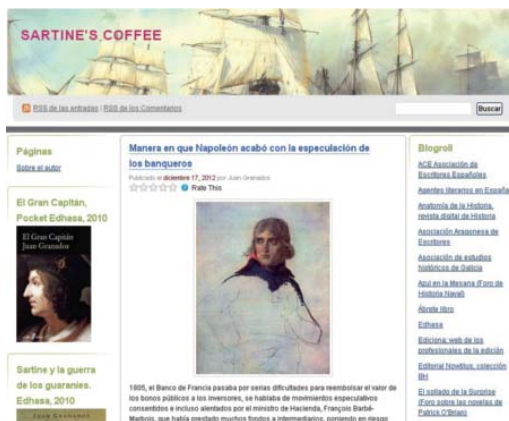 SARTINE'S COFFEE
RSS de las entradas | RSS de los Comentarios
Buscar
Páginas
Sobre el autor
El Gran Capitán,
Pocket Edhasa, 2010
El Gran Capitán
Juan Granados
Sartine y la guerra
de los guaraníes.
Edhasa, 2010
JUAN GRANADOS
Manera en que Napoleón acabó con la especulación de
los banqueros
Publicado el diciembre 17, 2012 por Juan Granados
Rate This
1805, el Banco de Francia pasaba por serias dificultades para reembolsar el valor de
los bonos públicos a los inversores, se hablaba de movimientos especulativos
consentidos e incluso alentados por el ministro de Hacienda, François Barbé-
Marbois, que había prestado muchos fondos a intermediarios, poniendo en riesgo
Blogroll
ACE Asociación de
Escritores Españoles
Agentes literarios en España
Anatomía de la Historia,
revista digital de Historia
Asociación Aragonesa de
Escritores
Asociación de estudios
históricos de Galicia
Azul en la Mesana (Foro de
Historia Naval)
Ábrete libro
Edhasa
Ediciona: web de los
profesionales de la edición
Editorial Nowtilus, colección
BH
El sollado de la Surprise
(Foro sobre las novelas de
Patrick O'Brian)